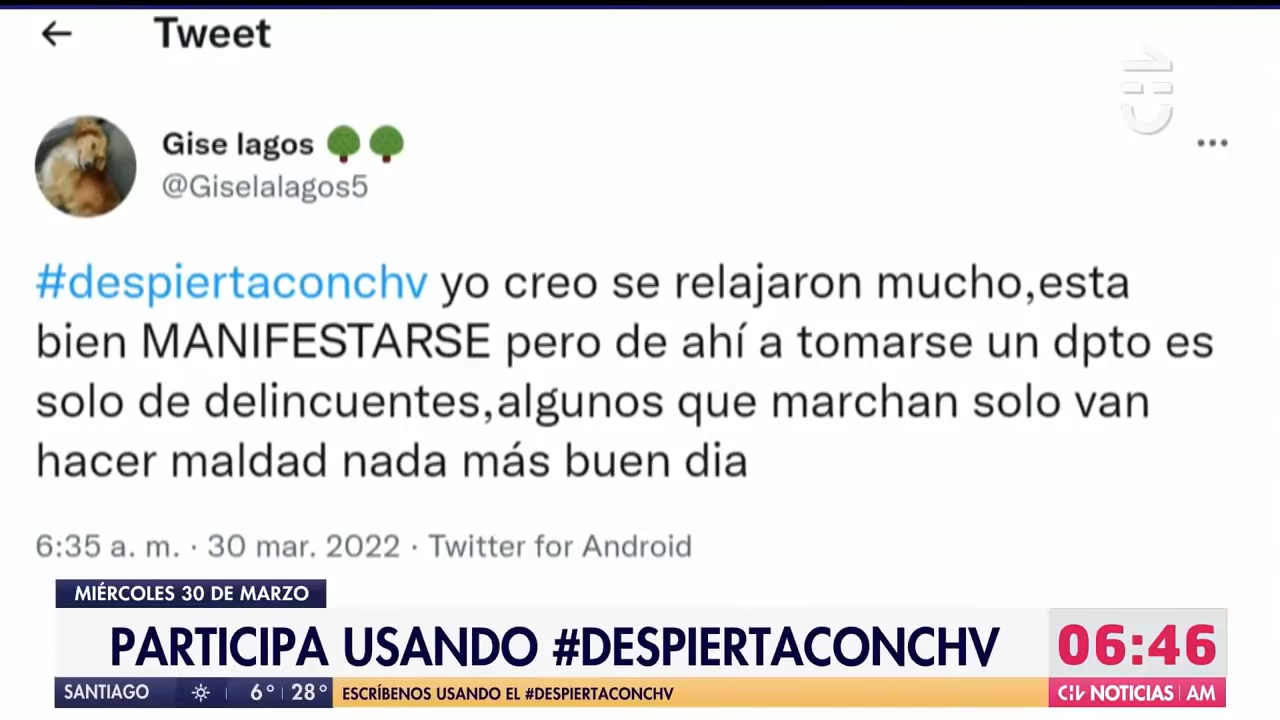 Tweet
Gise lagos
@Giselalagos5
#despiertaconchv yo creo se relajaron mucho,esta
bien MANIFESTARSE pero de ahí a tomarse un dpto es
solo de delincuentes,algunos que marchan solo van
hacer maldad nada más buen dia
6:35 a. m. · 30 mar. 2022 · Twitter for Android
MIÉRCOLES 30 DE MARZO
PARTICIPA USANDO #DESPIERTACONCHV
06:46
SANTIAGO 6° 28° ESCRÍBENOS USANDO EL #DESPIERTACONCHV
CHV NOTICIAS AM